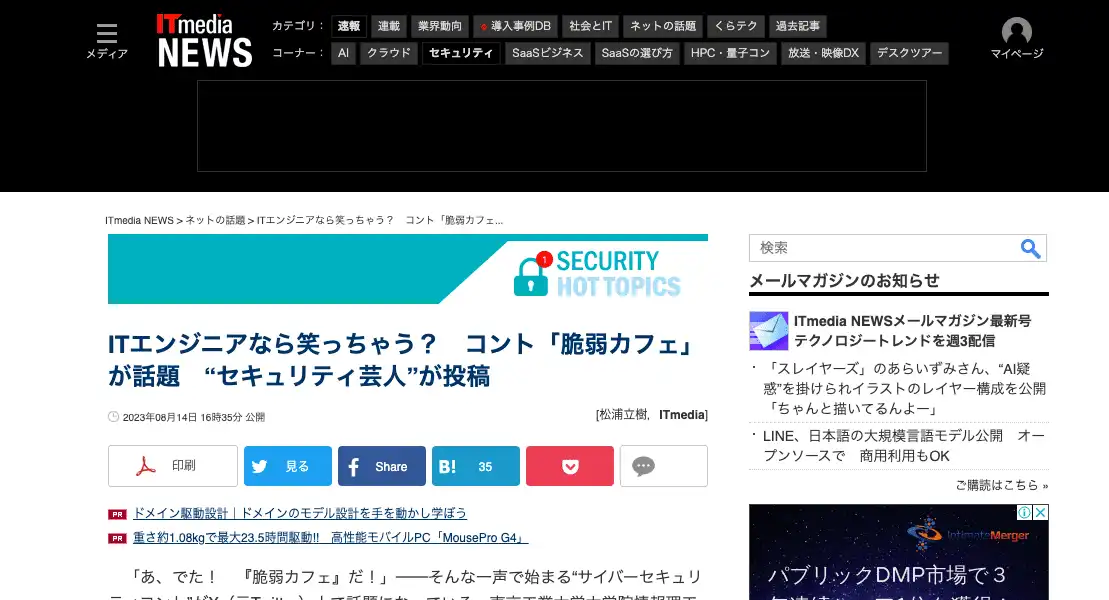 メディア
ITmedia
NEWS
カテゴリ： 速報 連載 業界動向 導入事例DB 社会とIT ネットの話題 くらテク 過去記事
コーナー： AI クラウド セキュリティ SaaSビジネス SaaSの選び方 HPC・量子コン 放送・映像DX デスクツアー
マイページ
ITmedia NEWS > ネットの話題 > ITエンジニアなら笑っちゃう？　コント「脆弱カフェ...
1
SECURITY
HOT TOPICS
ITエンジニアなら笑っちゃう？　コント「脆弱カフェ」
が話題　“セキュリティ芸人”が投稿
2023年08月14日 16時35分 公開
[松浦立樹, ITmedia]
印刷 見る Share B! 35
PR ドメイン駆動設計｜ドメインのモデル設計を手を動かし学ぼう
PR 重さ約1.08kgで最大23.5時間駆動!!　高性能モバイルPC「MousePro G4」
「あ、でた！　『脆弱カフェ』だ！」――そんな一声で始まる“サイバーセキュリ
検索
メールマガジンのお知らせ
ITmedia NEWSメールマガジン最新号
テクノロジートレンドを週3配信
・「スレイヤーズ」のあらいずみさん、“AI疑
惑”を掛けられイラストのレイヤー構成を公開
「ちゃんと描いてるんよー」
・LINE、日本語の大規模言語モデル公開　オー
プンソースで　商用利用もOK
ご購読はこちら »
IntimateMerger
パブリックDMP市場で３